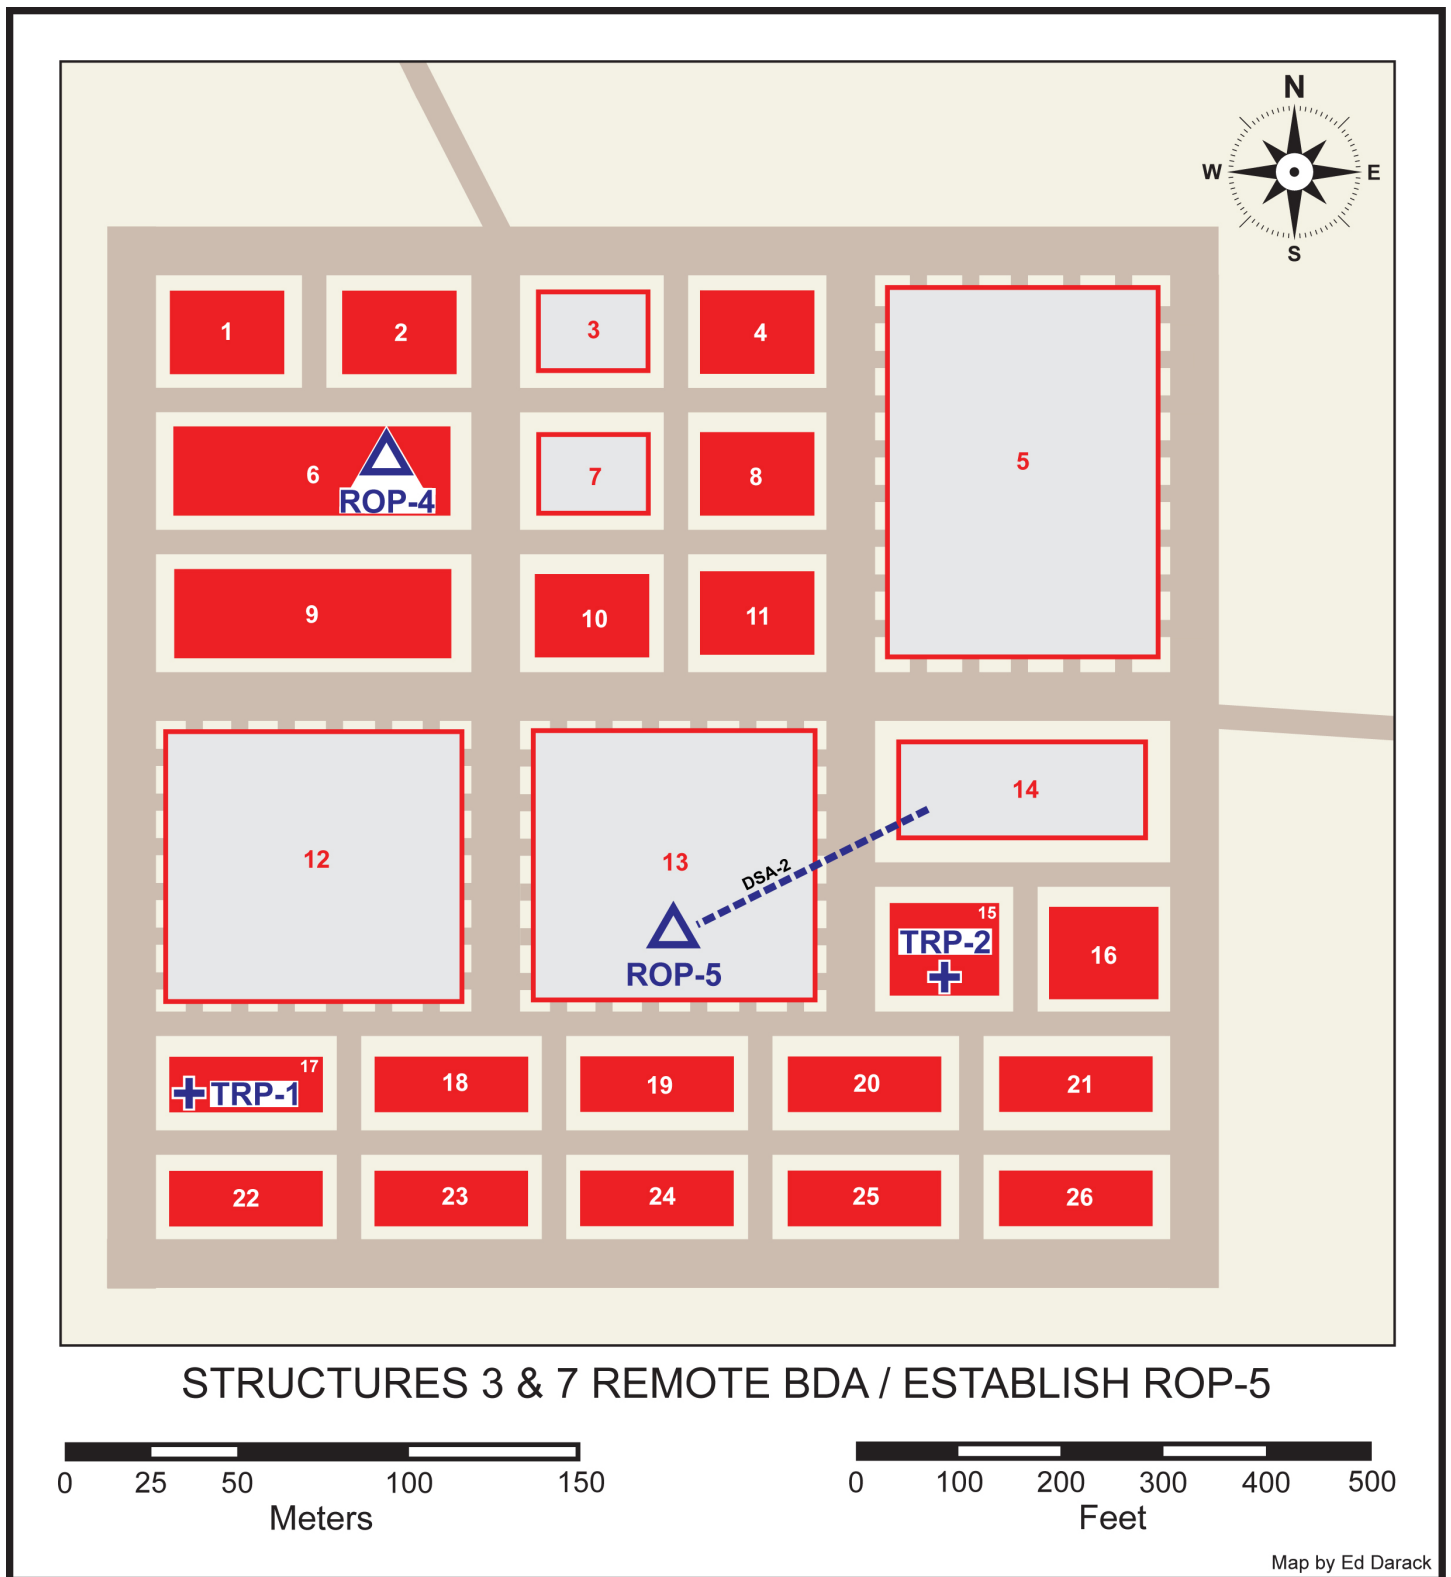 N
W E
S
1 2 3 4
5
6 7 8
ROP-4
9 10 11
14
12 13
DSA-2
15
TRP-2
16
ROP-5
17
TRP-1
18 19 20 21
22 23 24 25 26
STRUCTURES 3 & 7 REMOTE BDA / ESTABLISH ROP-5
0 25 50 100 150
Meters
0 100 200 300 400 500
Feet
Map by Ed Darack